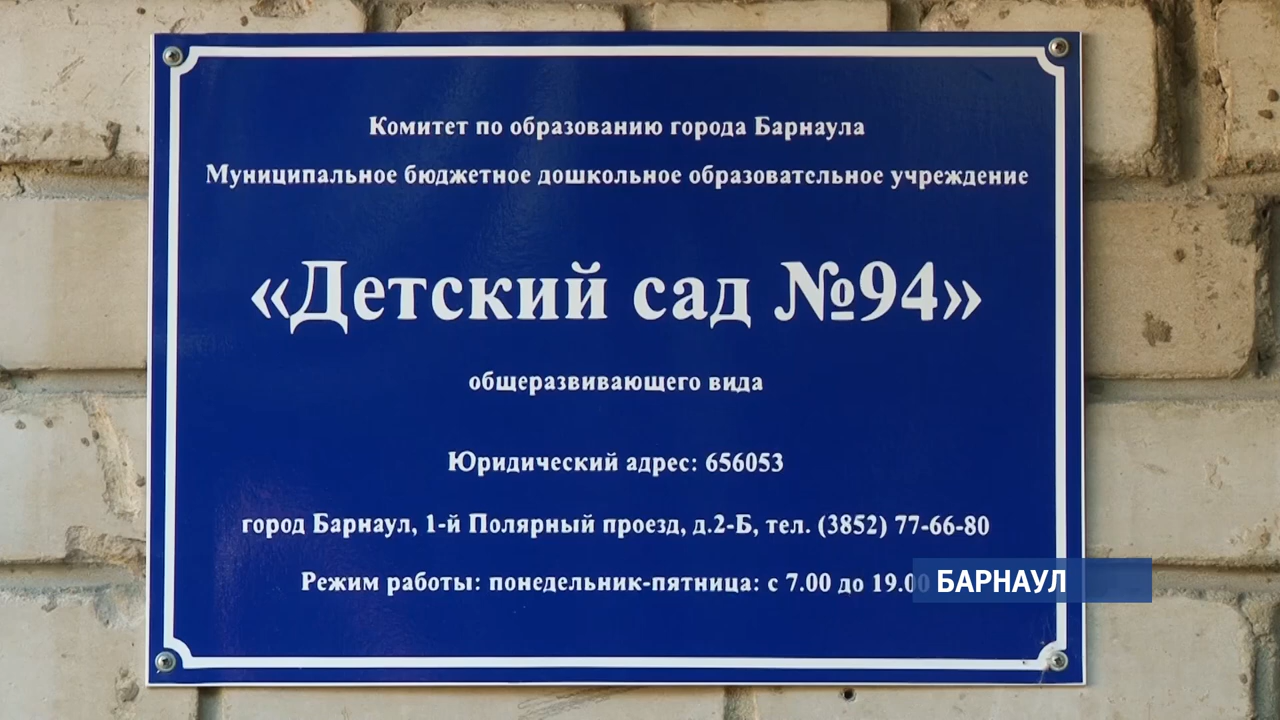 Комитет по образованию города Барнаула
Муниципальное бюджетное дошкольное образовательное учреждение
«Детский сад №94»
общеразвивающего вида
Юридический адрес: 656053
город Барнаул, 1-й Полярный проезд, д.2-Б, тел. (3852) 77-66-80
Режим работы: понедельник-пятница: с 7.00 до 19.00
БАРНАУЛ